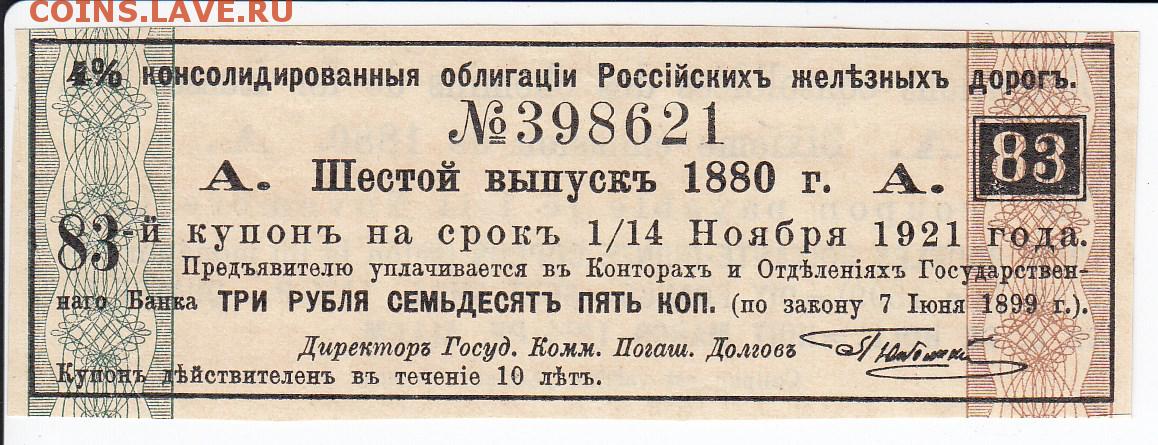 COINS.LAVE.RU
4% консолидированныя облигаціи Россійскихъ желѣзныхъ дорогъ.
№398621
83
А. Шестой выпускъ 1880 г. А.
83-й купонъ на срокъ 1/14 Ноября 1921 года.
Предъявителю уплачивается въ Конторахъ и Отдѣленіяхъ Государствен-
наго Банка ТРИ РУБЛЯ СЕМЬДЕСЯТЪ ПЯТЬ КОП. (по закону 7 Іюня 1899 г.).
Директоръ Госуд. Комм. Погаш. Долговъ
Купонъ дѣйствителенъ въ теченіе 10 лѣтъ.